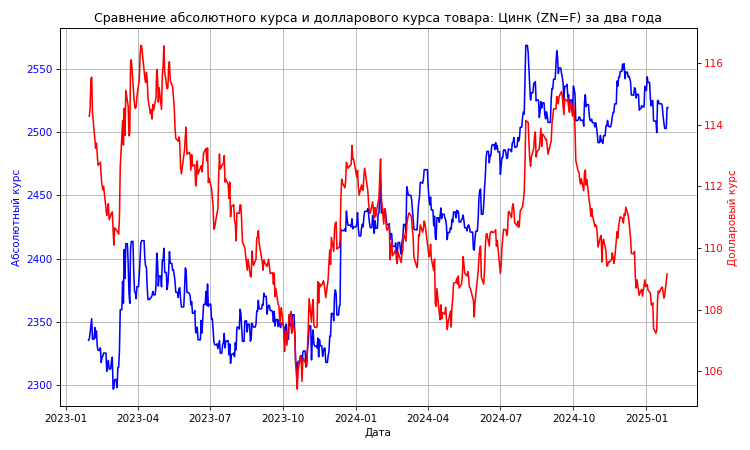 Сравнение абсолютного курса и долларового курса товара: Цинк (ZN=F) за два года
Абсолютный курс
2550
2500
2450
2400
2350
2300
116
114
112
110
108
106
Долларовый курс
2023-01 2023-04 2023-07 2023-10 2024-01 2024-04 2024-07 2024-10 2025-01
Дата